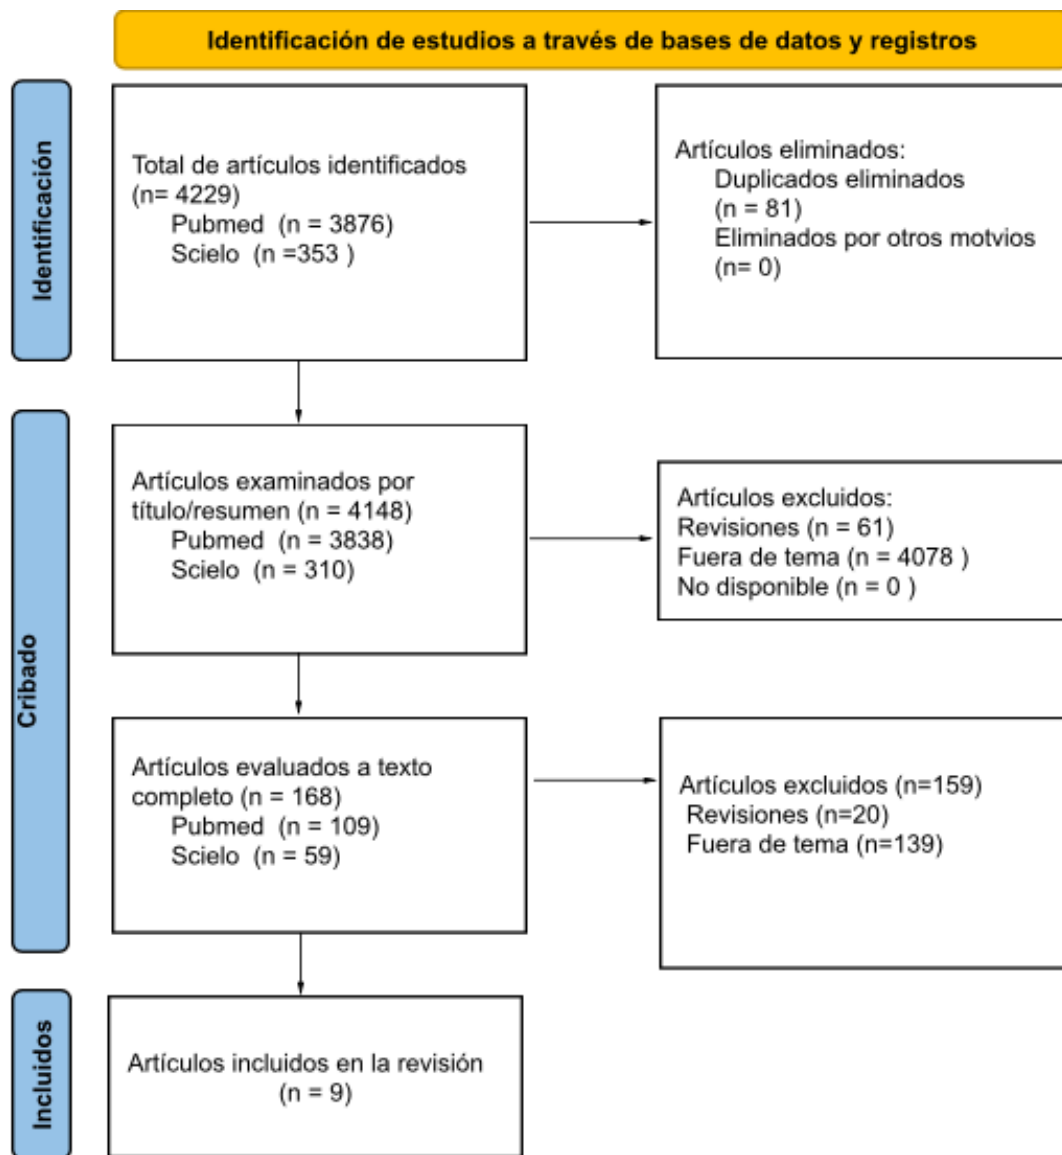 Identificación de estudios a través de bases de datos y registros
Identificación
Total de artículos identificados
(n= 4229)
Pubmed (n = 3876)
Scielo (n =353 )
Artículos eliminados:
Duplicados eliminados
(n = 81)
Eliminados por otros motvios
(n= 0)
Cribado
Artículos examinados por
título/resumen (n = 4148)
Pubmed (n = 3838)
Scielo (n = 310)
Artículos excluidos:
Revisiones (n = 61)
Fuera de tema (n = 4078 )
No disponible (n = 0 )
Artículos evaluados a texto
completo (n = 168)
Pubmed (n = 109)
Scielo (n = 59)
Artículos excluidos (n=159)
Revisiones (n=20)
Fuera de tema (n=139)
Incluidos
Artículos incluidos en la revisión
(n = 9)